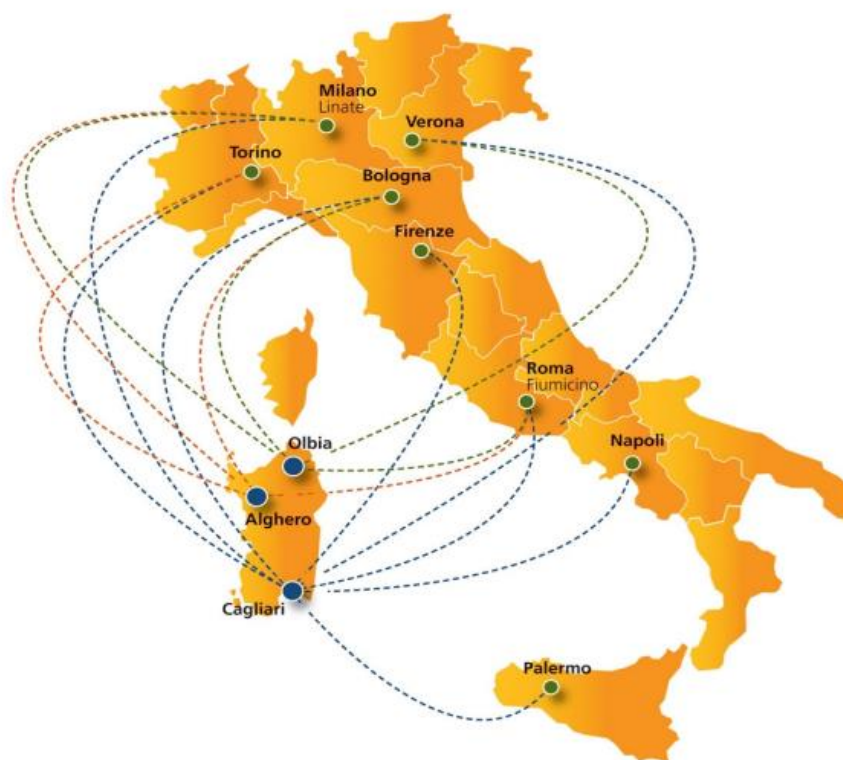 Milano
Linate
Verona
Torino
Bologna
Firenze
Roma
Fiumicino
Olbia
Napoli
Alghero
Cagliari
Palermo